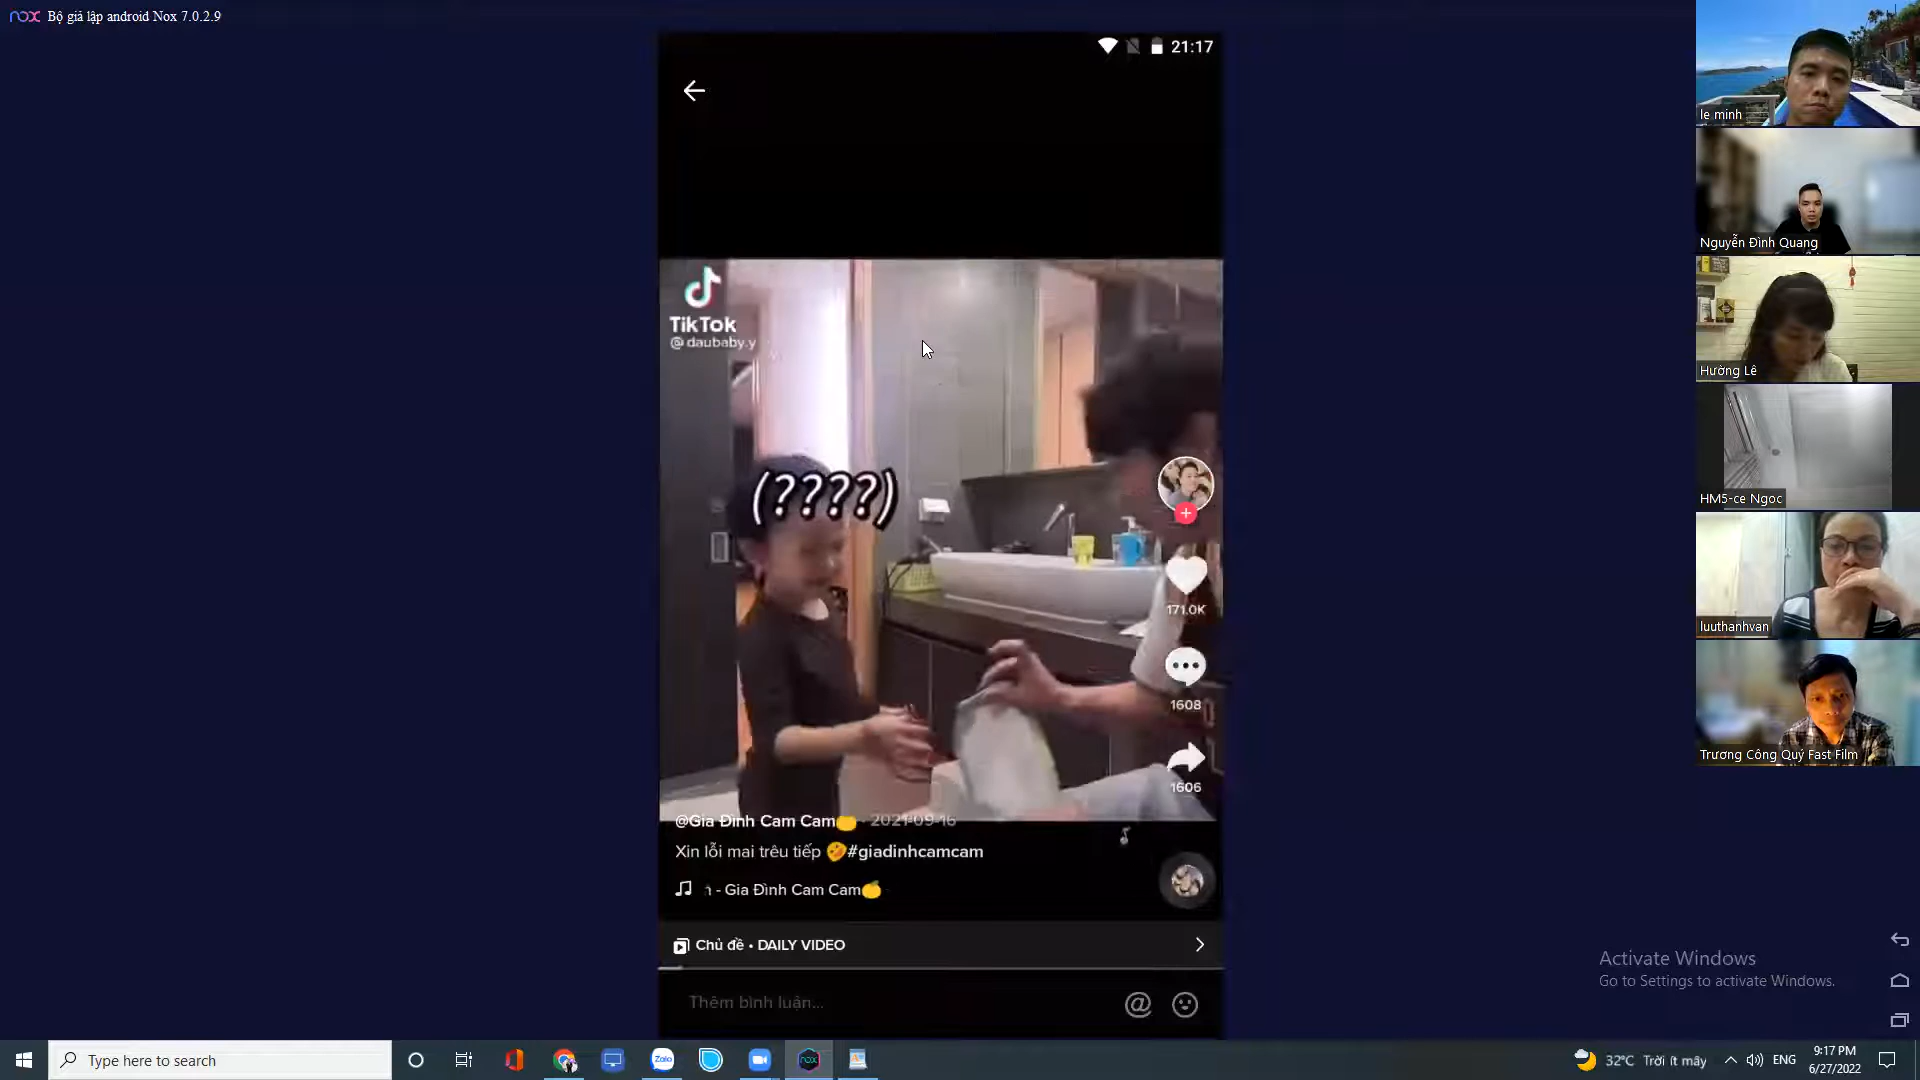 nox Bộ giả lập android Nox 7.0.2.9
21:17
TikTok
@daubaby.y
(????)
171.0K
1608
1606
@Gia Đình Cam Cam🍊 · 2021-09-16
Xin lỗi mai trêu tiếp 🤣#giadinhcamcam
- Gia Đình Cam Cam🍊
Chủ đề • DAILY VIDEO
Thêm bình luận...
le minh
Nguyễn Đình Quang
Hường Lê
HM5-ce Ngoc
luuthanhvan
Trương Công Quý Fast Film
Activate Windows
Go to Settings to activate Windows.
Type here to search
Zalo
nox
32°C Trời ít mây
ENG
9:17 PM
6/27/2022